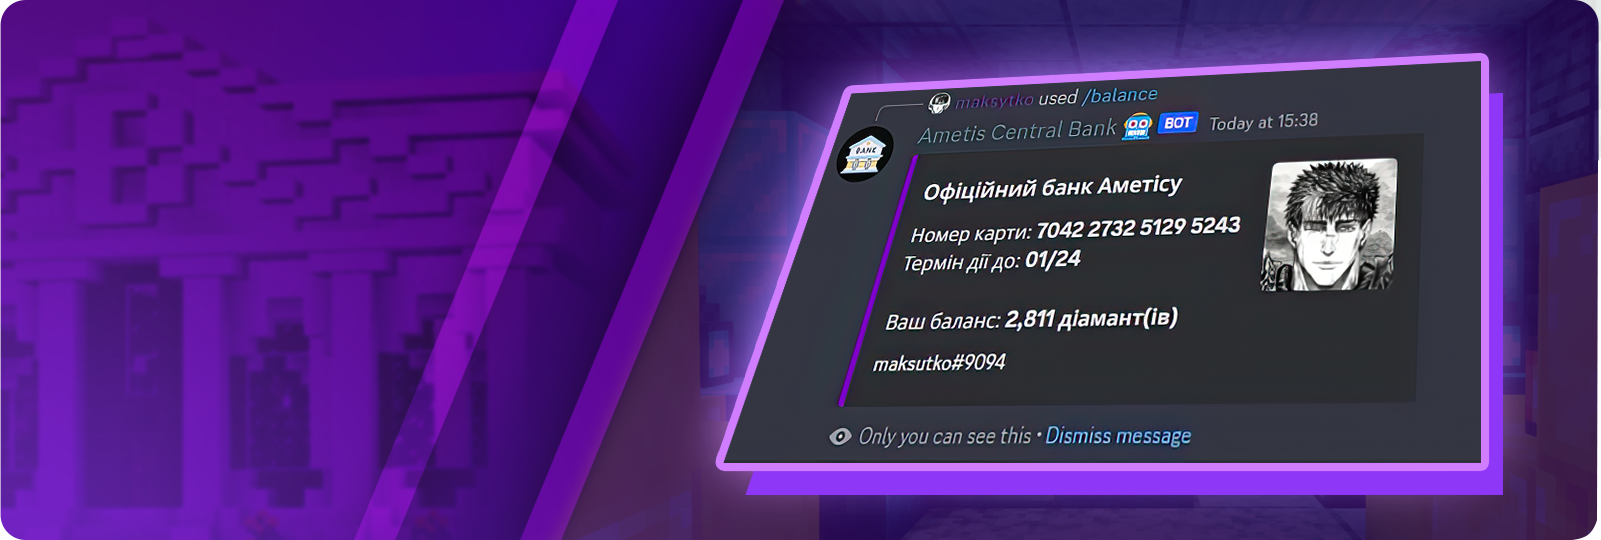 maksytko used /balance
Ametis Central Bank BOT Today at 15:38
BANK
Офіційний банк Аметісу
Номер карти: 7042 2732 5129 5243
Термін дії до: 01/24
Ваш баланс: 2,811 діамант(ів)
maksutko#9094
Only you can see this • Dismiss message